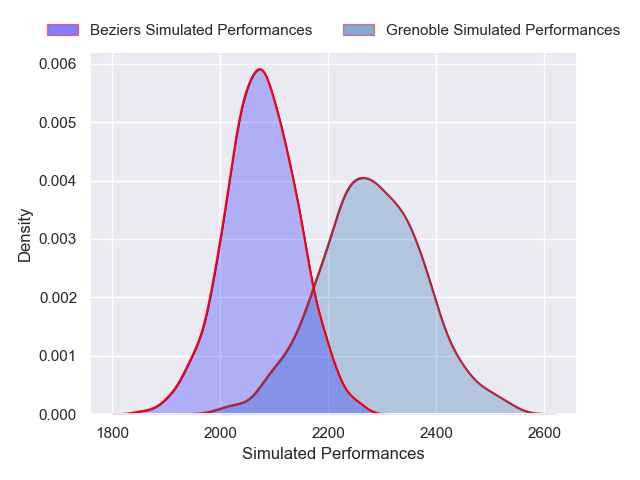 Beziers Simulated Performances Grenoble Simulated Performances
0.006
0.005
0.004
0.003
0.002
0.001
0.000
Density
1800 2000 2200 2400 2600
Simulated Performances